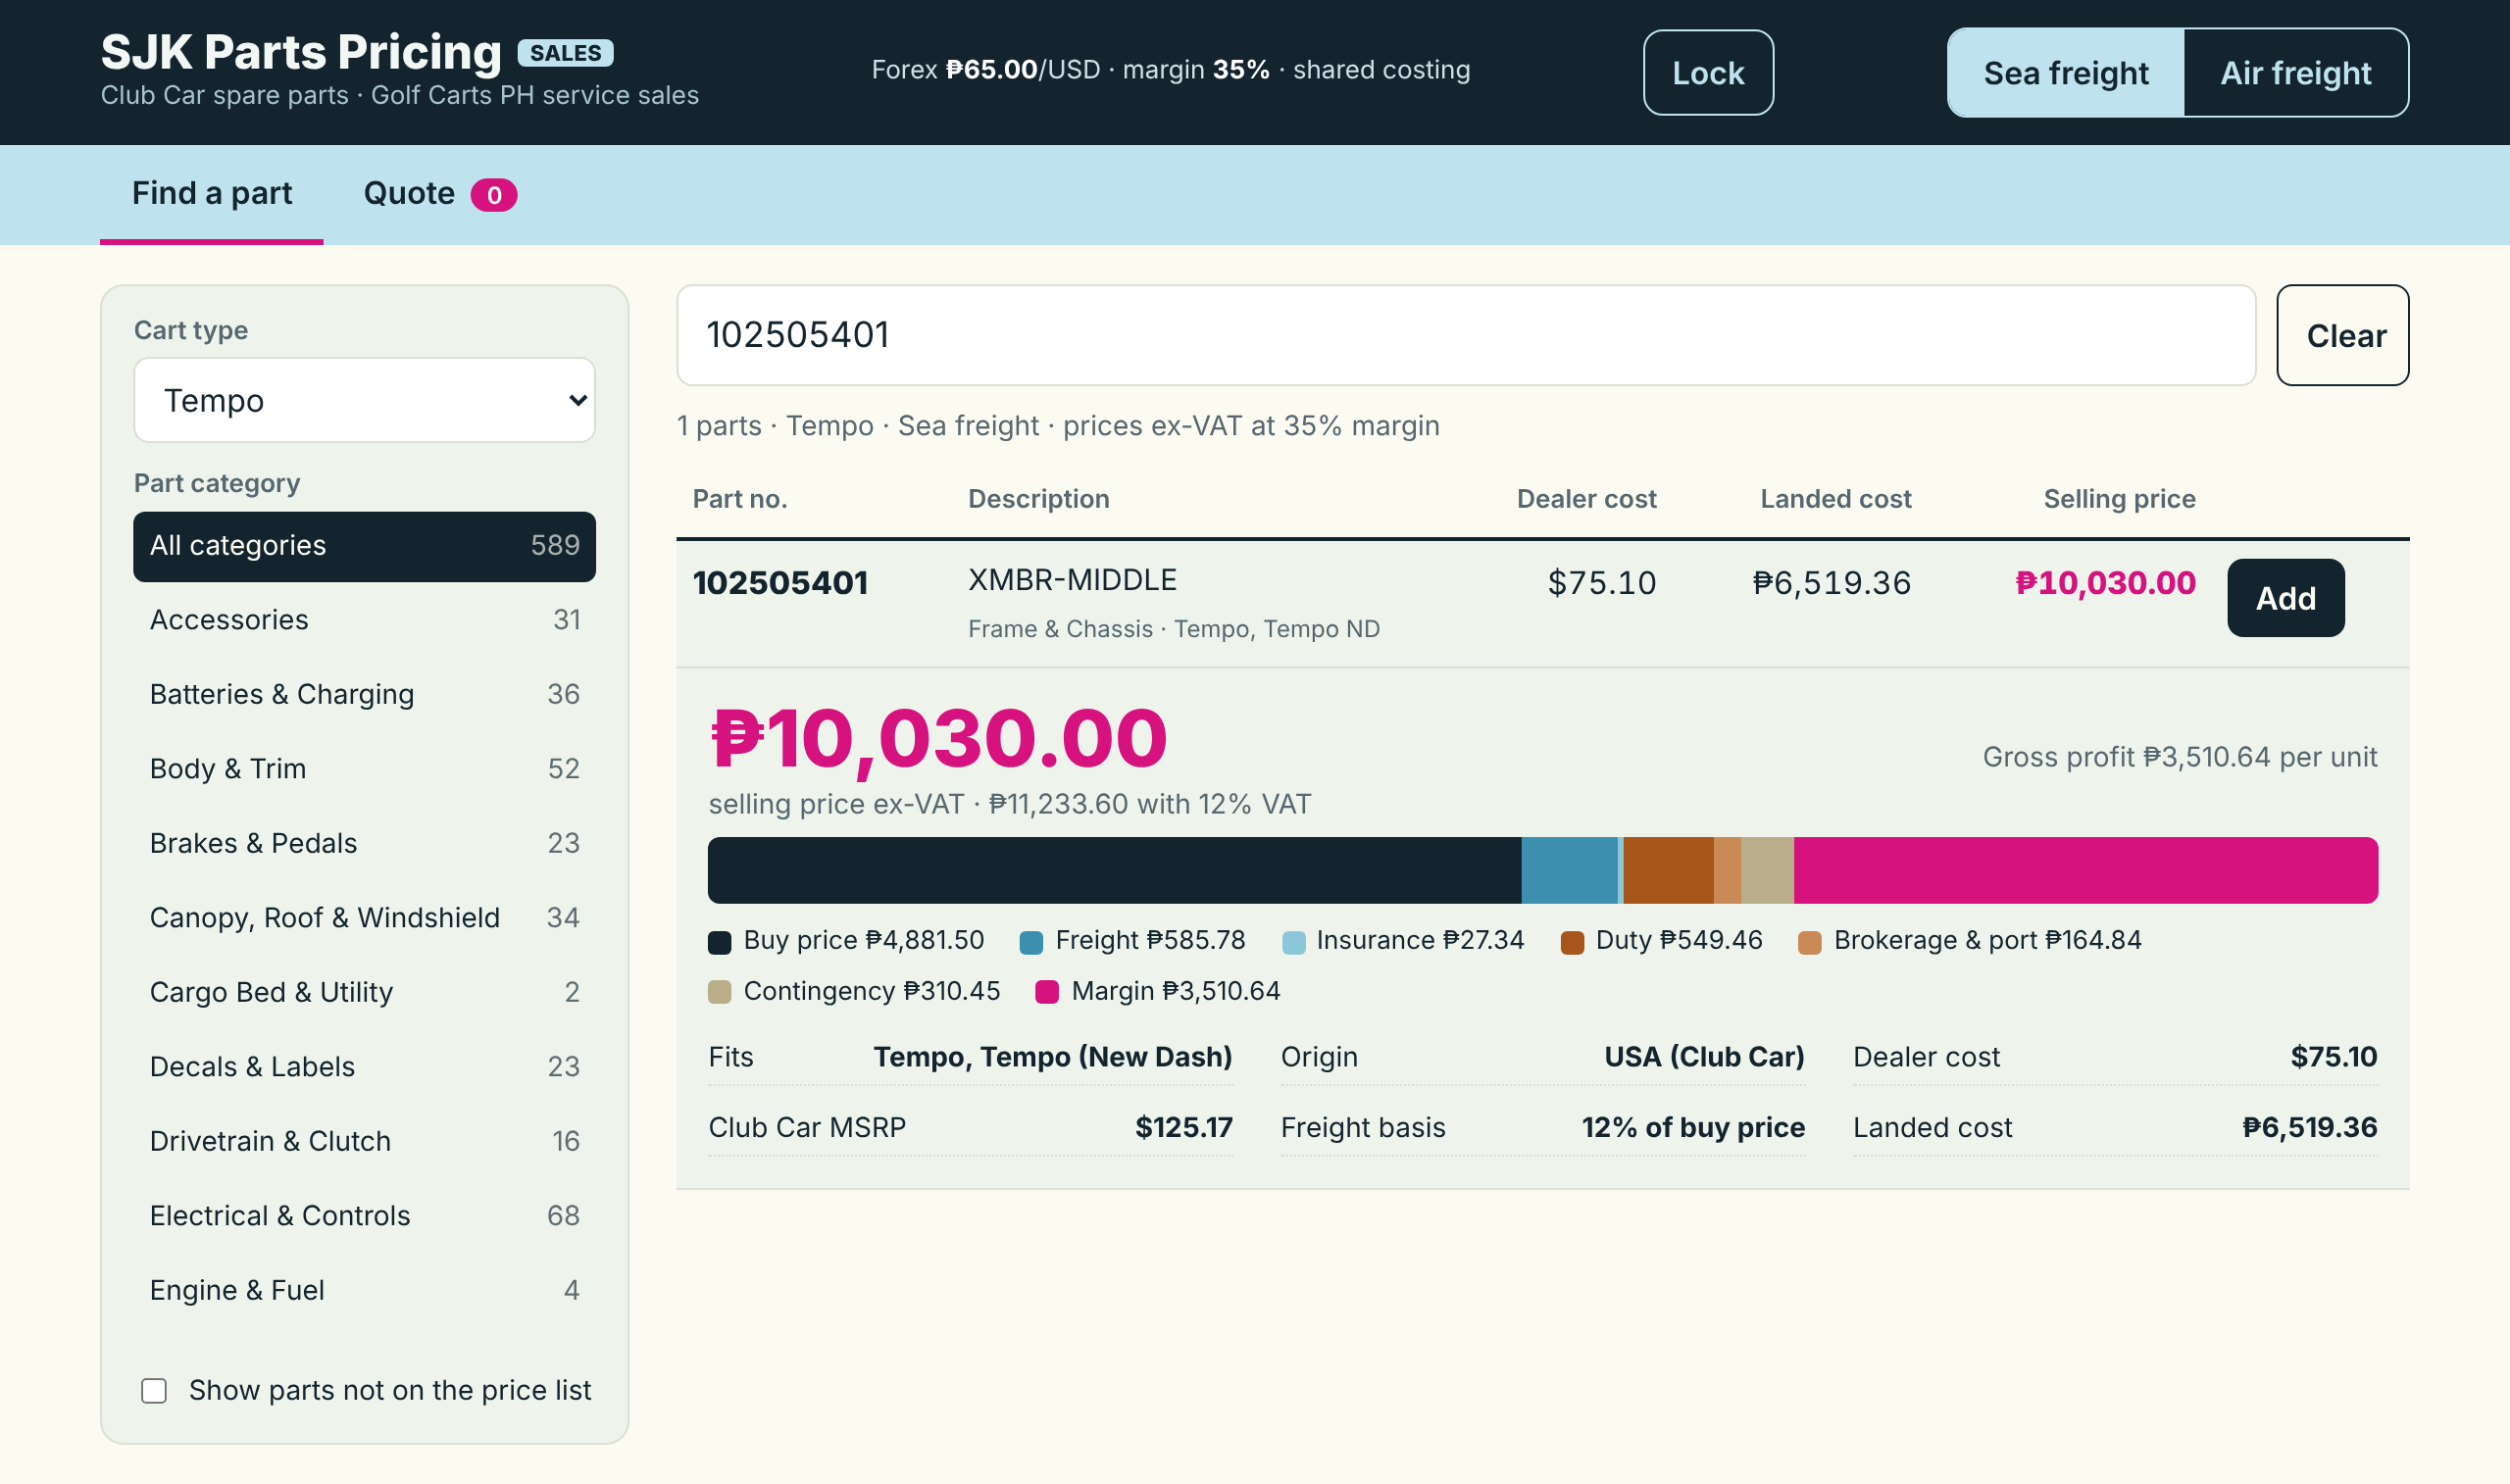 SJK Parts Pricing SALES
Club Car spare parts · Golf Carts PH service sales
Forex ₱65.00/USD · margin 35% · shared costing
Lock
Sea freight Air freight
Find a part Quote 0
Cart type
Tempo
Part category
All categories 589
Accessories 31
Batteries & Charging 36
Body & Trim 52
Brakes & Pedals 23
Canopy, Roof & Windshield 34
Cargo Bed & Utility 2
Decals & Labels 23
Drivetrain & Clutch 16
Electrical & Controls 68
Engine & Fuel 4
Show parts not on the price list
102505401 Clear
1 parts · Tempo · Sea freight · prices ex-VAT at 35% margin
Part no. Description Dealer cost Landed cost Selling price
102505401 XMBR-MIDDLE $75.10 ₱6,519.36 ₱10,030.00 Add
Frame & Chassis · Tempo, Tempo ND
₱10,030.00
Gross profit ₱3,510.64 per unit
selling price ex-VAT · ₱11,233.60 with 12% VAT
Buy price ₱4,881.50 Freight ₱585.78 Insurance ₱27.34 Duty ₱549.46 Brokerage & port ₱164.84
Contingency ₱310.45 Margin ₱3,510.64
Fits Tempo, Tempo (New Dash) Origin USA (Club Car) Dealer cost $75.10
Club Car MSRP $125.17 Freight basis 12% of buy price Landed cost ₱6,519.36